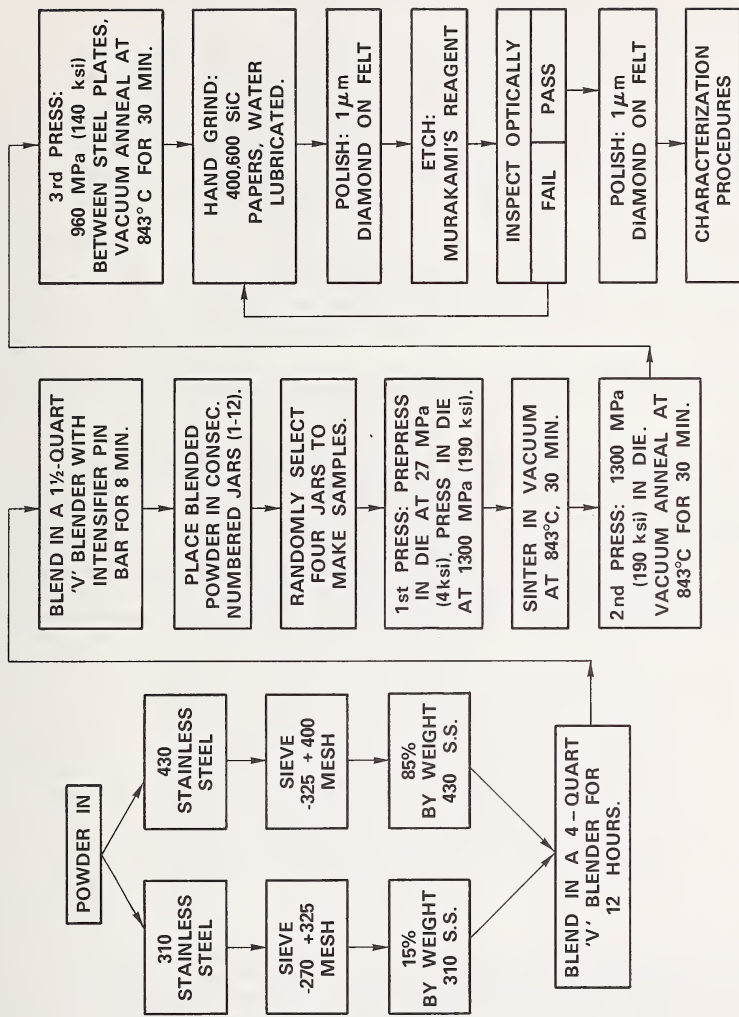 POWDER IN
310
STAINLESS
STEEL
430
STAINLESS
STEEL
SIEVE
-270 +325
MESH
SIEVE
-325 + 400
MESH
15%
BY WEIGHT
310 S.S.
85%
BY WEIGHT
430 S.S.
BLEND IN A 4 – QUART
'V' BLENDER FOR
12 HOURS.
BLEND IN A 1½-QUART
'V' BLENDER WITH
INTENSIFIER PIN
BAR FOR 8 MIN.
PLACE BLENDED
POWDER IN CONSEC.
NUMBERED JARS (1-12).
RANDOMLY SELECT
FOUR JARS TO
MAKE SAMPLES.
1st PRESS: PREPRESS
IN DIE AT 27 MPa
(4 ksi). PRESS IN DIE
AT 1300 MPa (190 ksi).
SINTER IN VACUUM
AT 843°C, 30 MIN.
2nd PRESS: 1300 MPa
(190 ksi) IN DIE.
VACUUM ANNEAL AT
843°C FOR 30 MIN.
3rd PRESS:
960 MPa (140 ksi)
BETWEEN STEEL PLATES,
VACUUM ANNEAL AT
843°C FOR 30 MIN.
HAND GRIND:
400,600 SiC
PAPERS, WATER
LUBRICATED.
POLISH: 1μm
DIAMOND ON FELT
ETCH:
MURAKAMI'S REAGENT
INSPECT OPTICALLY
FAIL PASS
POLISH: 1μm
DIAMOND ON FELT
CHARACTERIZATION
PROCEDURES